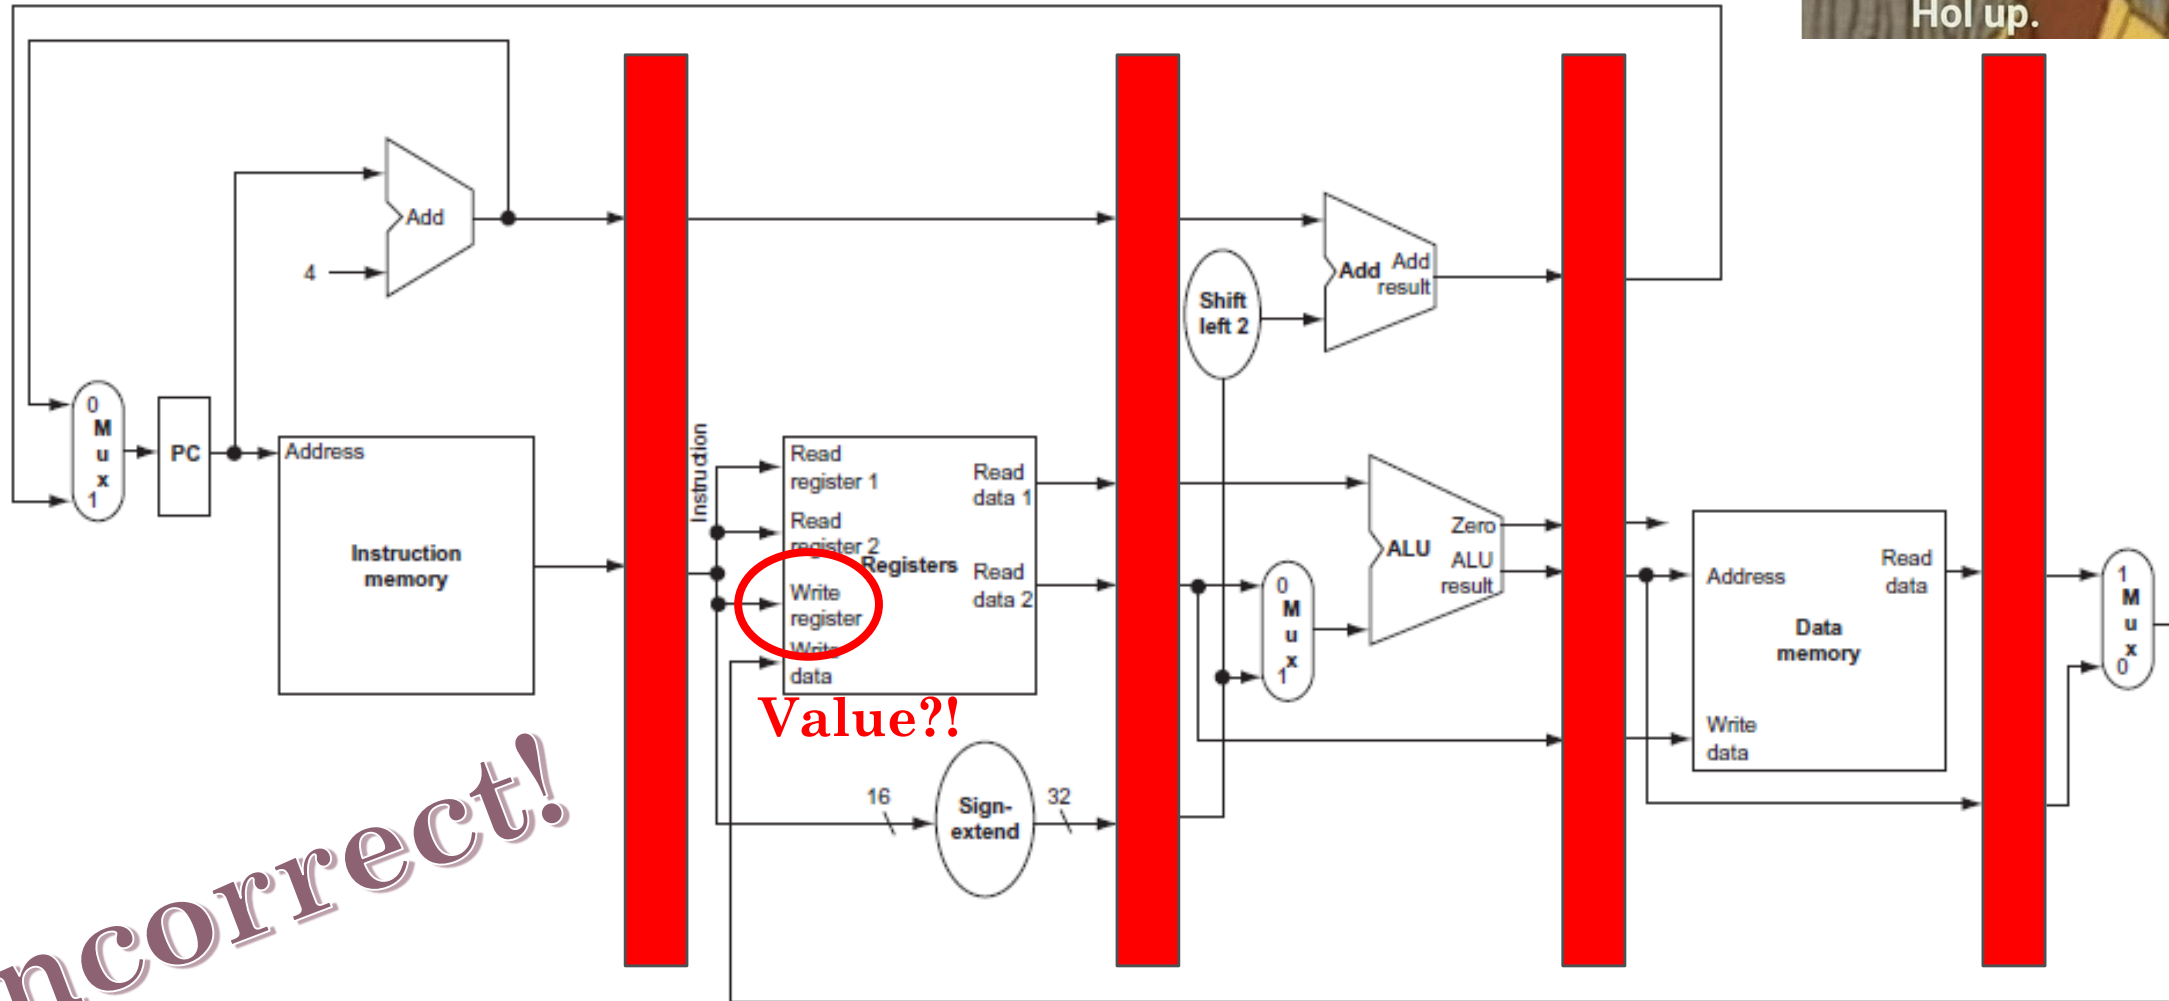 Hol up.
Add
4
0
M
u
x
1
PC
Address
Instruction
memory
Instruction
Read
register 1
Read
register 2
Registers
Write
register
Write
data
Read
data 1
Read
data 2
Value?!
16
Sign-
extend
32
Shift
left 2
Add
Add
result
0
M
u
x
1
Zero
ALU
ALU
result
Address
Read
data
Data
memory
Write
data
1
M
u
x
0
ncorrect!